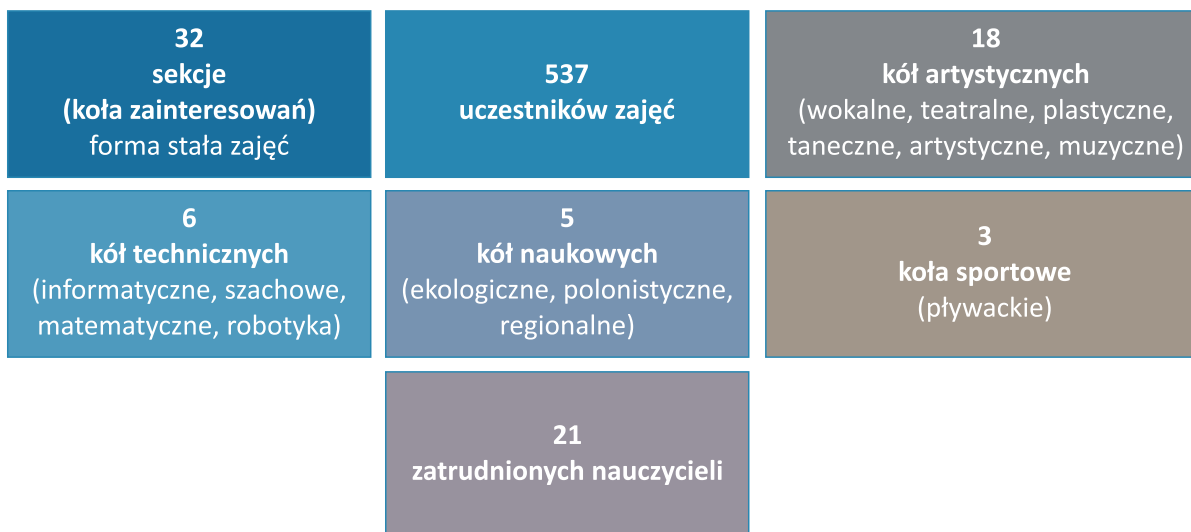 32
sekcje
(koła zainteresowań)
forma stała zajęć
537
uczestników zajęć
18
kół artystycznych
(wokalne, teatralne, plastyczne,
taneczne, artystyczne, muzyczne)
6
kół technicznych
(informatyczne, szachowe,
matematyczne, robotyka)
5
kół naukowych
(ekologiczne, polonistyczne,
regionalne)
3
koła sportowe
(pływackie)
21
zatrudnionych nauczycieli